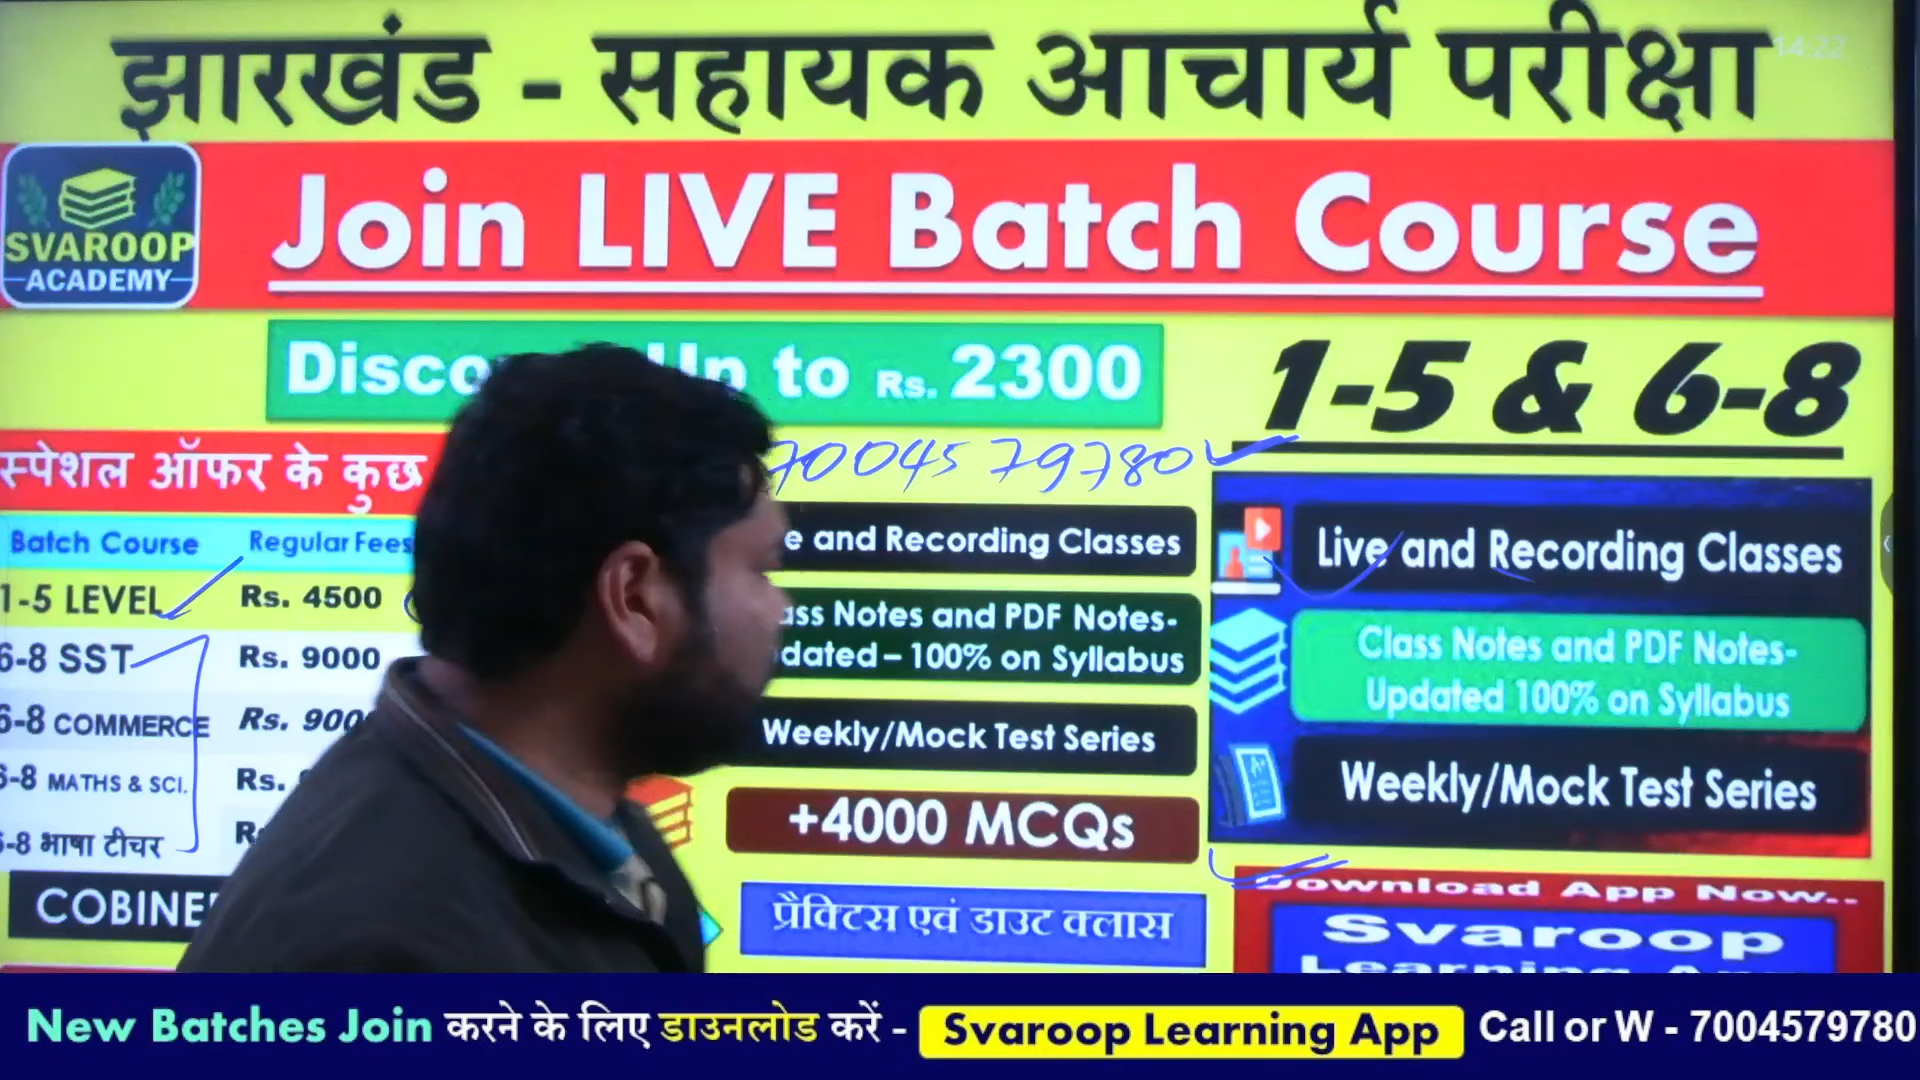 झारखंड - सहायक आचार्य परीक्षा
14:22
SVAROOP
ACADEMY
Join LIVE Batch Course
Up to Rs. 2300
1-5 & 6-8
स्पेशल ऑफर के कुछ
7004579780
Batch Course Regular Fees
1-5 LEVEL Rs. 4500
6-8 SST Rs. 9000
6-8 COMMERCE Rs.
6-8 MATHS & SCI. Rs.
6-8 भाषा टीचर
and Recording Classes
Notes and PDF Notes-
100% on Syllabus
Weekly/Mock Test Series
+4000 MCQs
प्रैक्टिस एवं डाउट क्लास
Live and Recording Classes
Class Notes and PDF Notes-
Updated 100% on Syllabus
Weekly/Mock Test Series
Download App Now..
Svaroop
Learning App
New Batches Join करने के लिए डाउनलोड करें - Svaroop Learning App Call or W - 7004579780